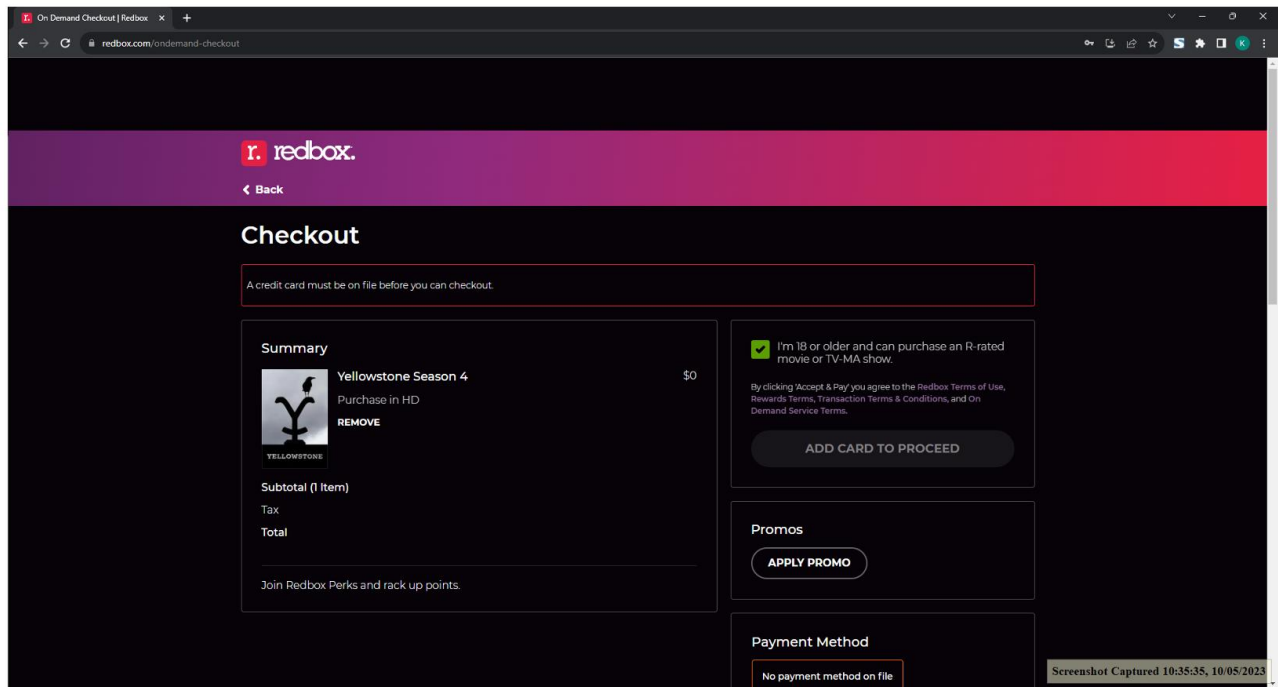 On Demand Checkout | Redbox
redbox.com/ondemand-checkout
K
r. redbox.
Back
Checkout
A credit card must be on file before you can checkout.
Summary
Yellowstone Season 4
$0
Purchase in HD
REMOVE
YELLOWSTONE
Subtotal (1 Item)
Tax
Total
Join Redbox Perks and rack up points.
I'm 18 or older and can purchase an R-rated
movie or TV-MA show.
By clicking 'Accept & Pay' you agree to the Redbox Terms of Use,
Rewards Terms, Transaction Terms & Conditions, and On
Demand Service Terms.
ADD CARD TO PROCEED
Promos
APPLY PROMO
Payment Method
No payment method on file
Screenshot Captured 10:35:35, 10/05/2023